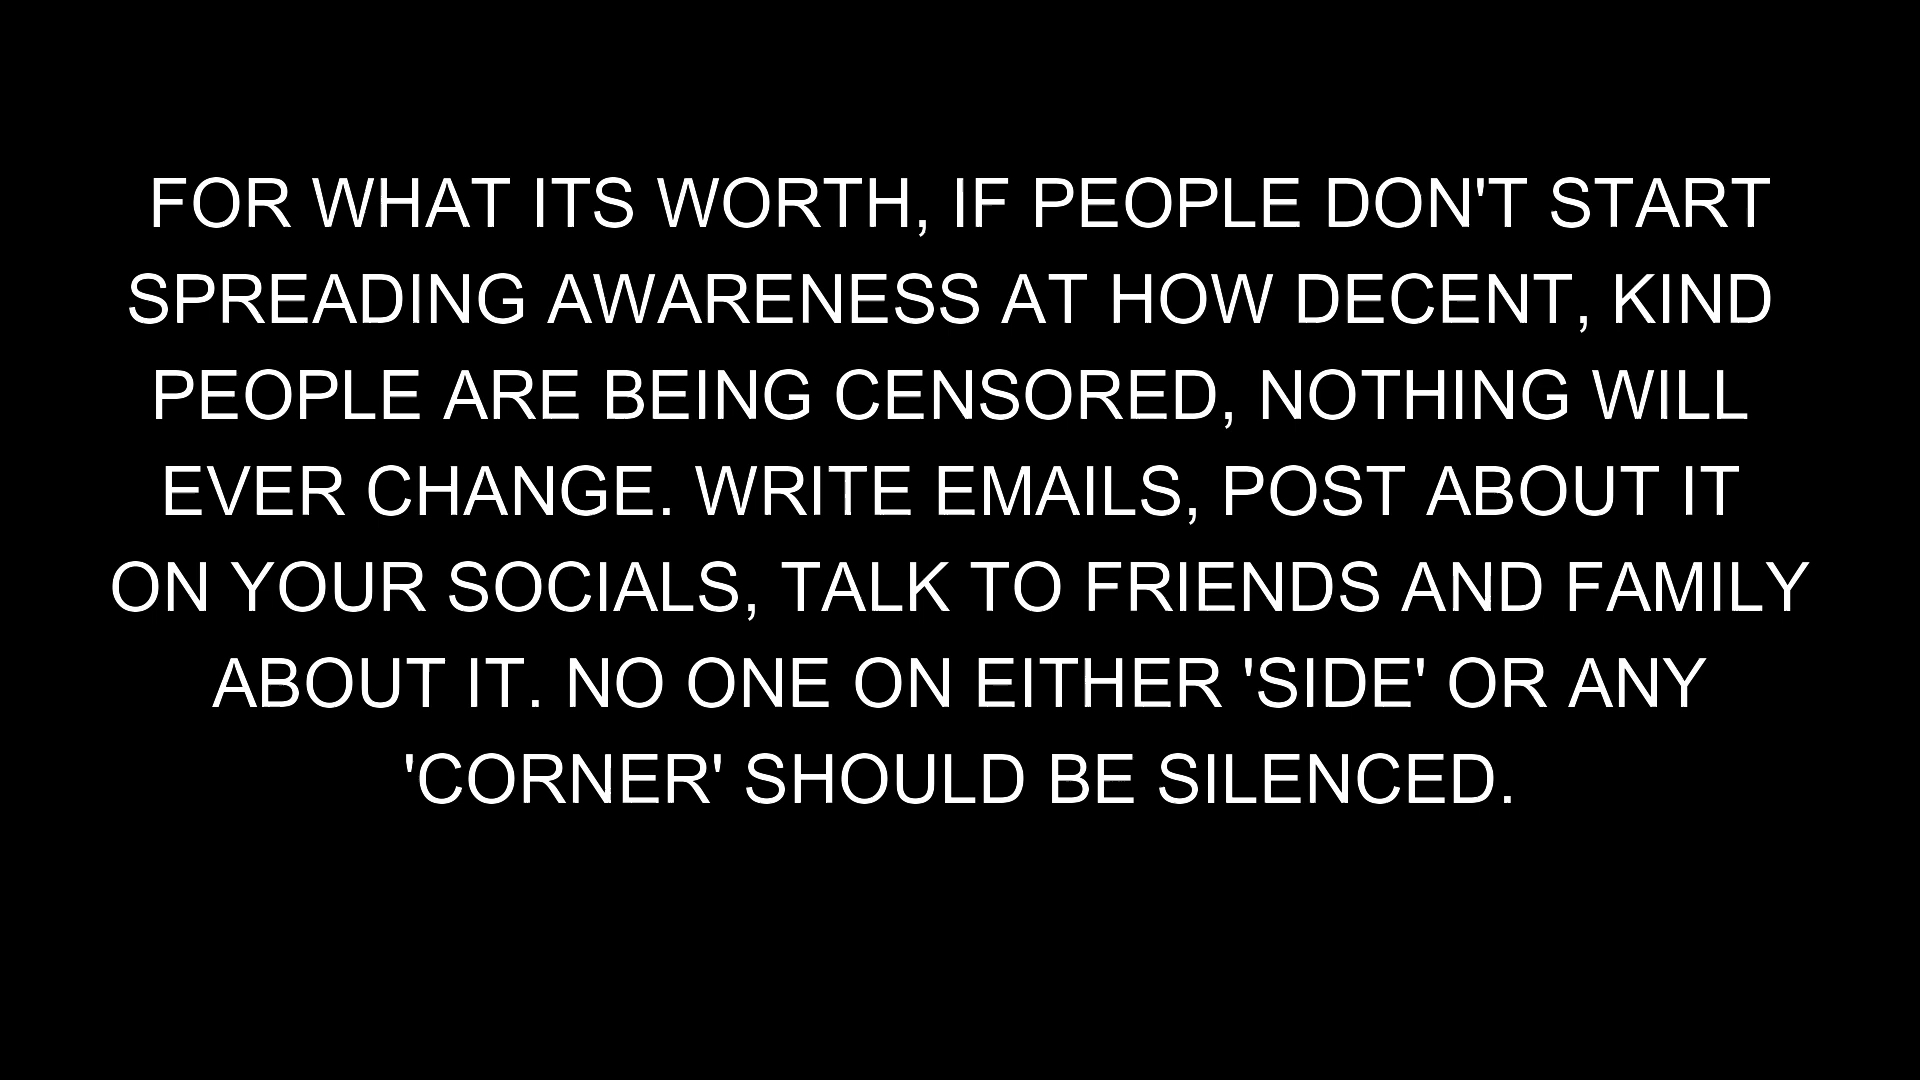 FOR WHAT ITS WORTH, IF PEOPLE DON'T START
SPREADING AWARENESS AT HOW DECENT, KIND
PEOPLE ARE BEING CENSORED, NOTHING WILL
EVER CHANGE. WRITE EMAILS, POST ABOUT IT
ON YOUR SOCIALS, TALK TO FRIENDS AND FAMILY
ABOUT IT. NO ONE ON EITHER 'SIDE' OR ANY
'CORNER' SHOULD BE SILENCED.